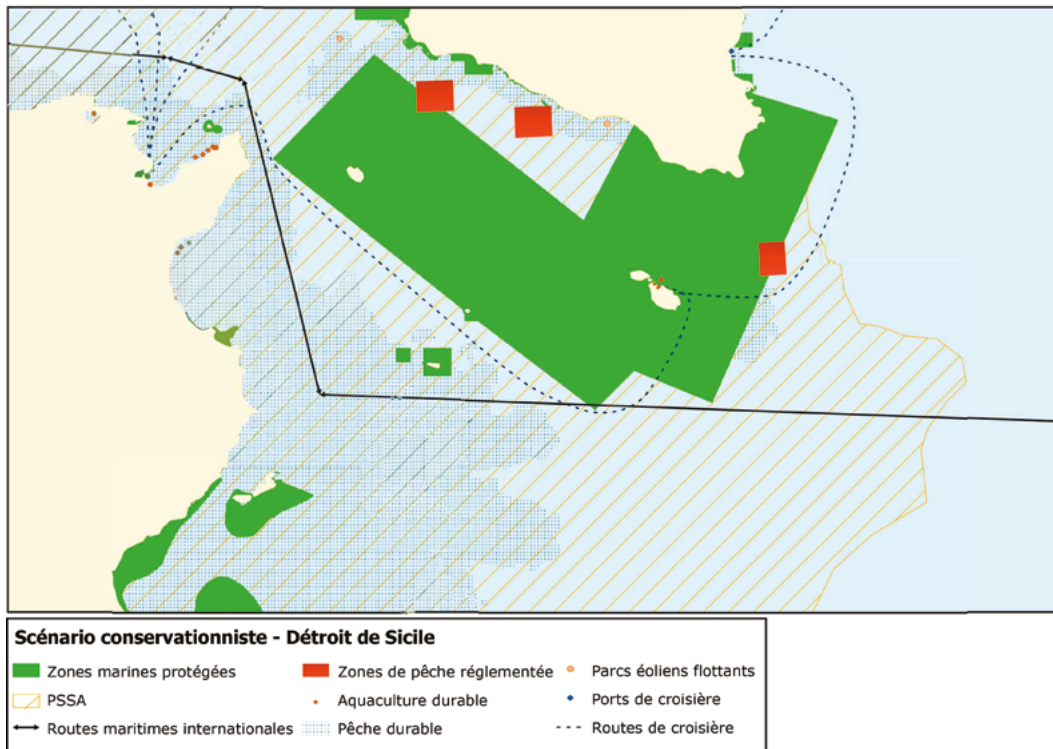 Scénario conservationniste - Détroit de Sicile
Zones marines protégées
Zones de pêche réglementée
Parcs éoliens flottants
PSSA
Aquaculture durable
Ports de croisière
Routes maritimes internationales
Pêche durable
Routes de croisière